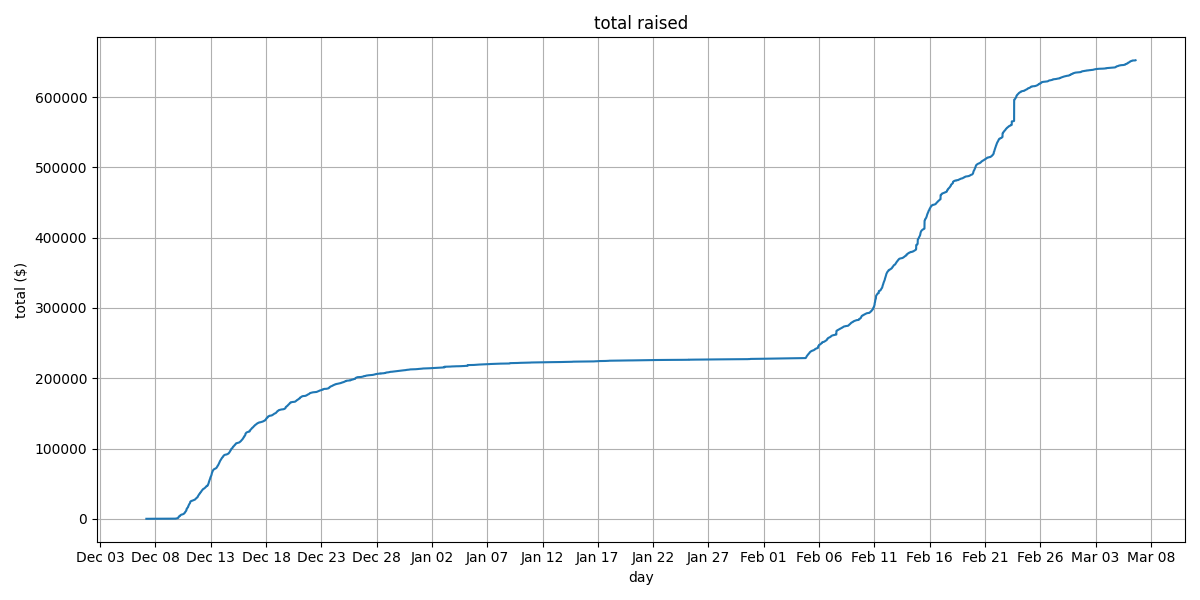 total raised
total ($)
600000
500000
400000
300000
200000
100000
0
Dec 03 Dec 08 Dec 13 Dec 18 Dec 23 Dec 28 Jan 02 Jan 07 Jan 12 Jan 17 Jan 22 Jan 27 Feb 01 Feb 06 Feb 11 Feb 16 Feb 21 Feb 26 Mar 03 Mar 08
day